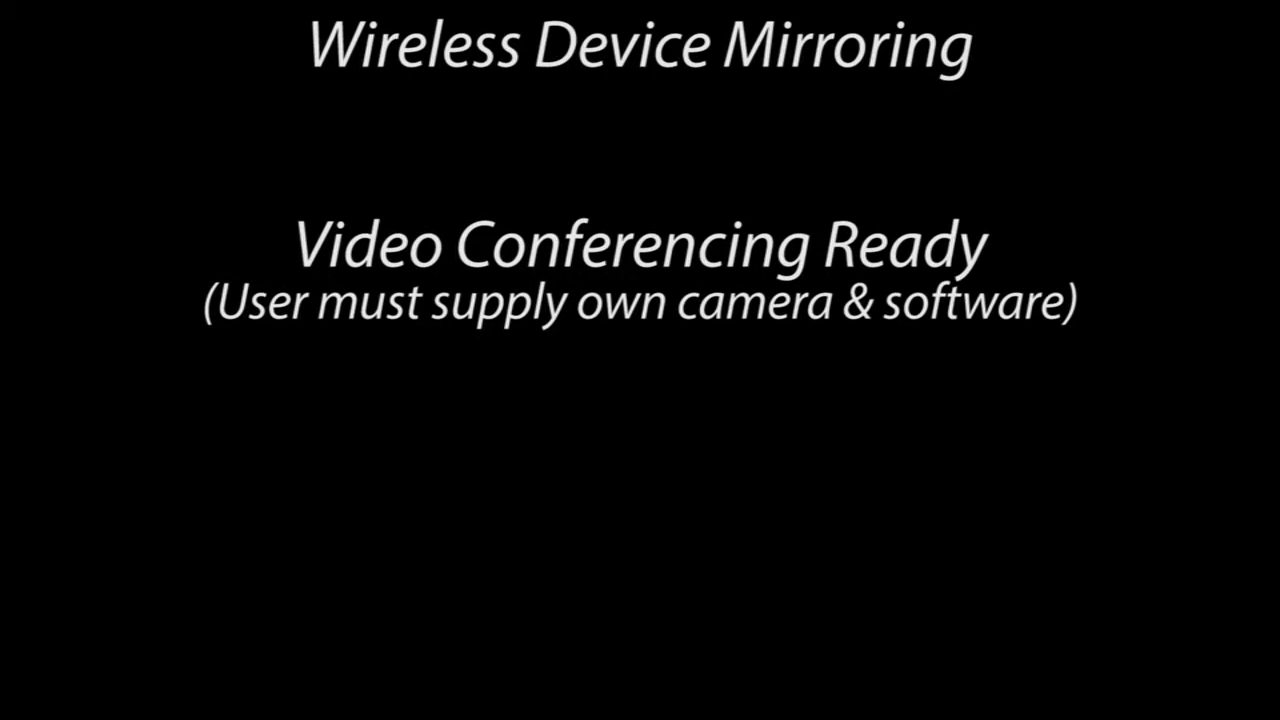 Wireless Device Mirroring
Video Conferencing Ready
(User must supply own camera & software)